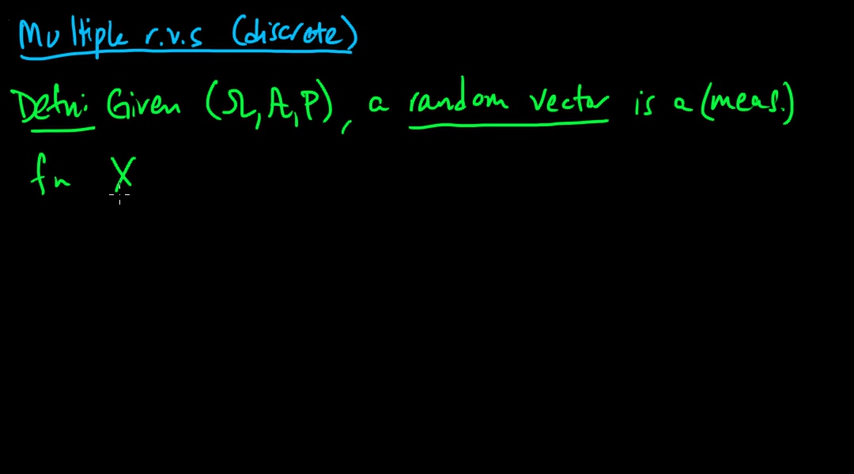 Multiple r.v.s (discrete)
Defn: Given (Ω, A, P), a random vector is a (meas.)
fn X